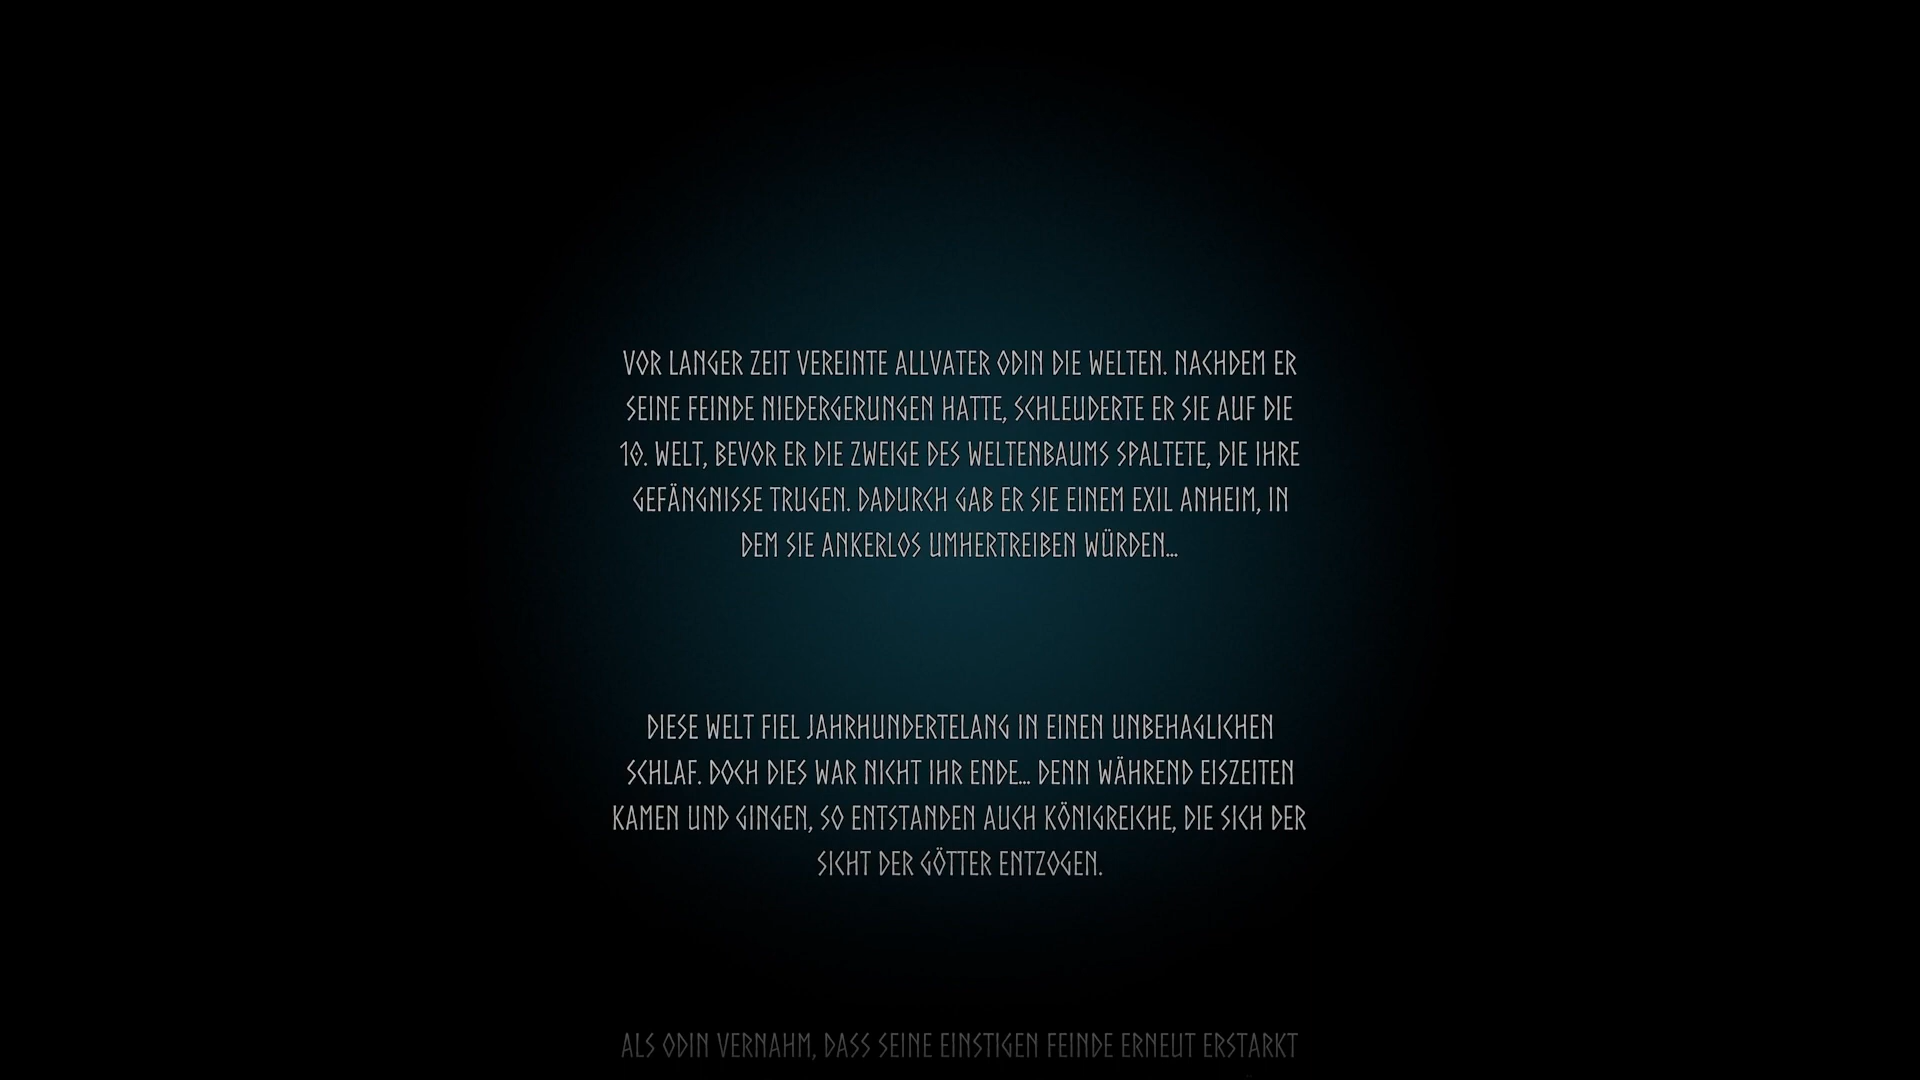 VOR LANGER ZEIT VEREINTE ALLVATER ODIN DIE WELTEN. NACHDEM ER
SEINE FEINDE NIEDERGERUNGEN HATTE, SCHLEUDERTE ER SIE AUF DIE
10. WELT, BEVOR ER DIE ZWEIGE DES WELTENBAUMS SPALTETE, DIE IHRE
GEFÄNGNISSE TRUGEN. DADURCH GAB ER SIE EINEM EXIL ANHEIM, IN
DEM SIE ANKERLOS UMHERTREIBEN WÜRDEN...
DIESE WELT FIEL JAHRHUNDERTELANG IN EINEN UNBEHAGLICHEN
SCHLAF. DOCH DIES WAR NICHT IHR ENDE... DENN WÄHREND EISZEITEN
KAMEN UND GINGEN, SO ENTSTANDEN AUCH KÖNIGREICHE, DIE SICH DER
SICHT DER GÖTTER ENTZOGEN.
ALS ODIN VERNAHM, DASS SEINE EINSTIGEN FEINDE ERNEUT ERSTARKT